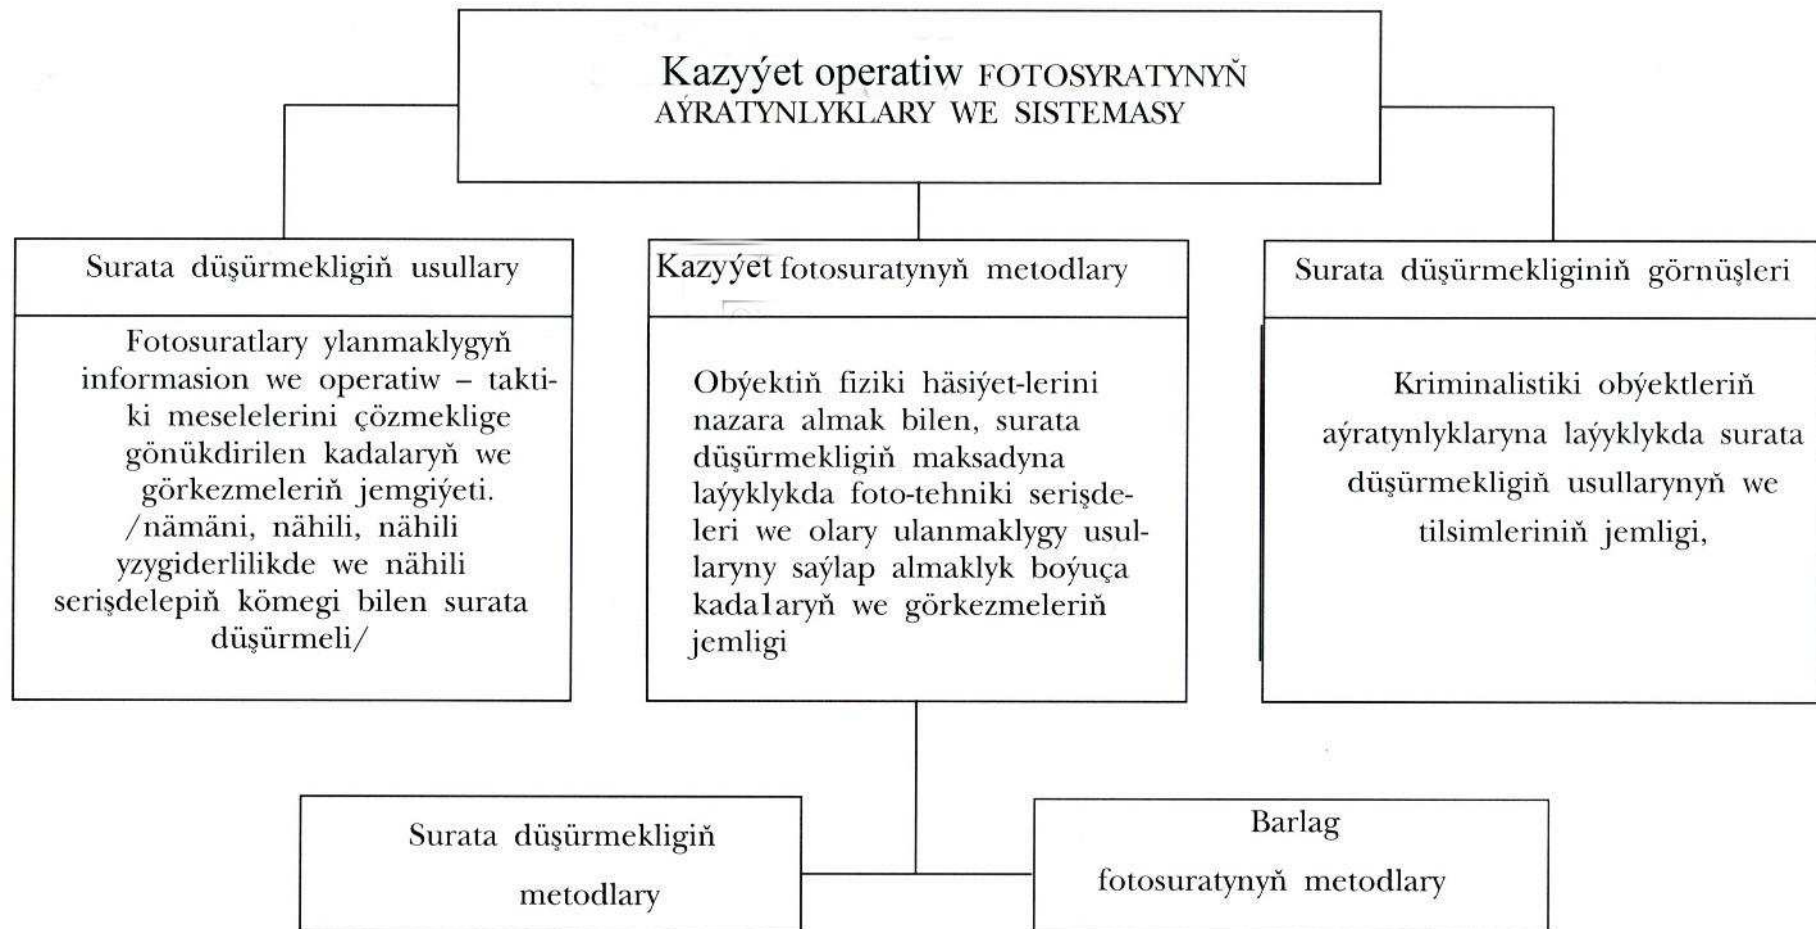 Kazyýet operatiw FOTOSYRATYNYŇ
AÝRATYNLYKLARY WE SISTEMASY
Surata düşürmekligiň usullary
Fotosuratlary ylanmaklygyň
informasion we operatiw – takti-
ki meselelerini çözmeklige
gönükdirilen kadalaryň we
görkezmeleriň jemgiýeti.
/nämäni, nähili, nähili
yzygiderlilikde we nähili
serişdelepiň kömegi bilen surata
düşürmeli/
Kazyýet fotosuratynyň metodlary
Obýektiň fiziki häsiýet-lerini
nazara almak bilen, surata
düşürmekligiň maksadyna
laýyklykda foto-tehniki serişde-
leri we olary ulanmaklygy usul-
laryny saýlap almaklyk boýuça
kadalaryň we görkezmeleriň
jemligi
Surata düşürmekliginiň görnüşleri
Kriminalistiki obýektleriň
aýratynlyklaryna laýyklykda surata
düşürmekligiň usullarynyň we
tilsimleriniň jemligi,
Surata düşürmekligiň
metodlary
Barlag
fotosuratynyň metodlary